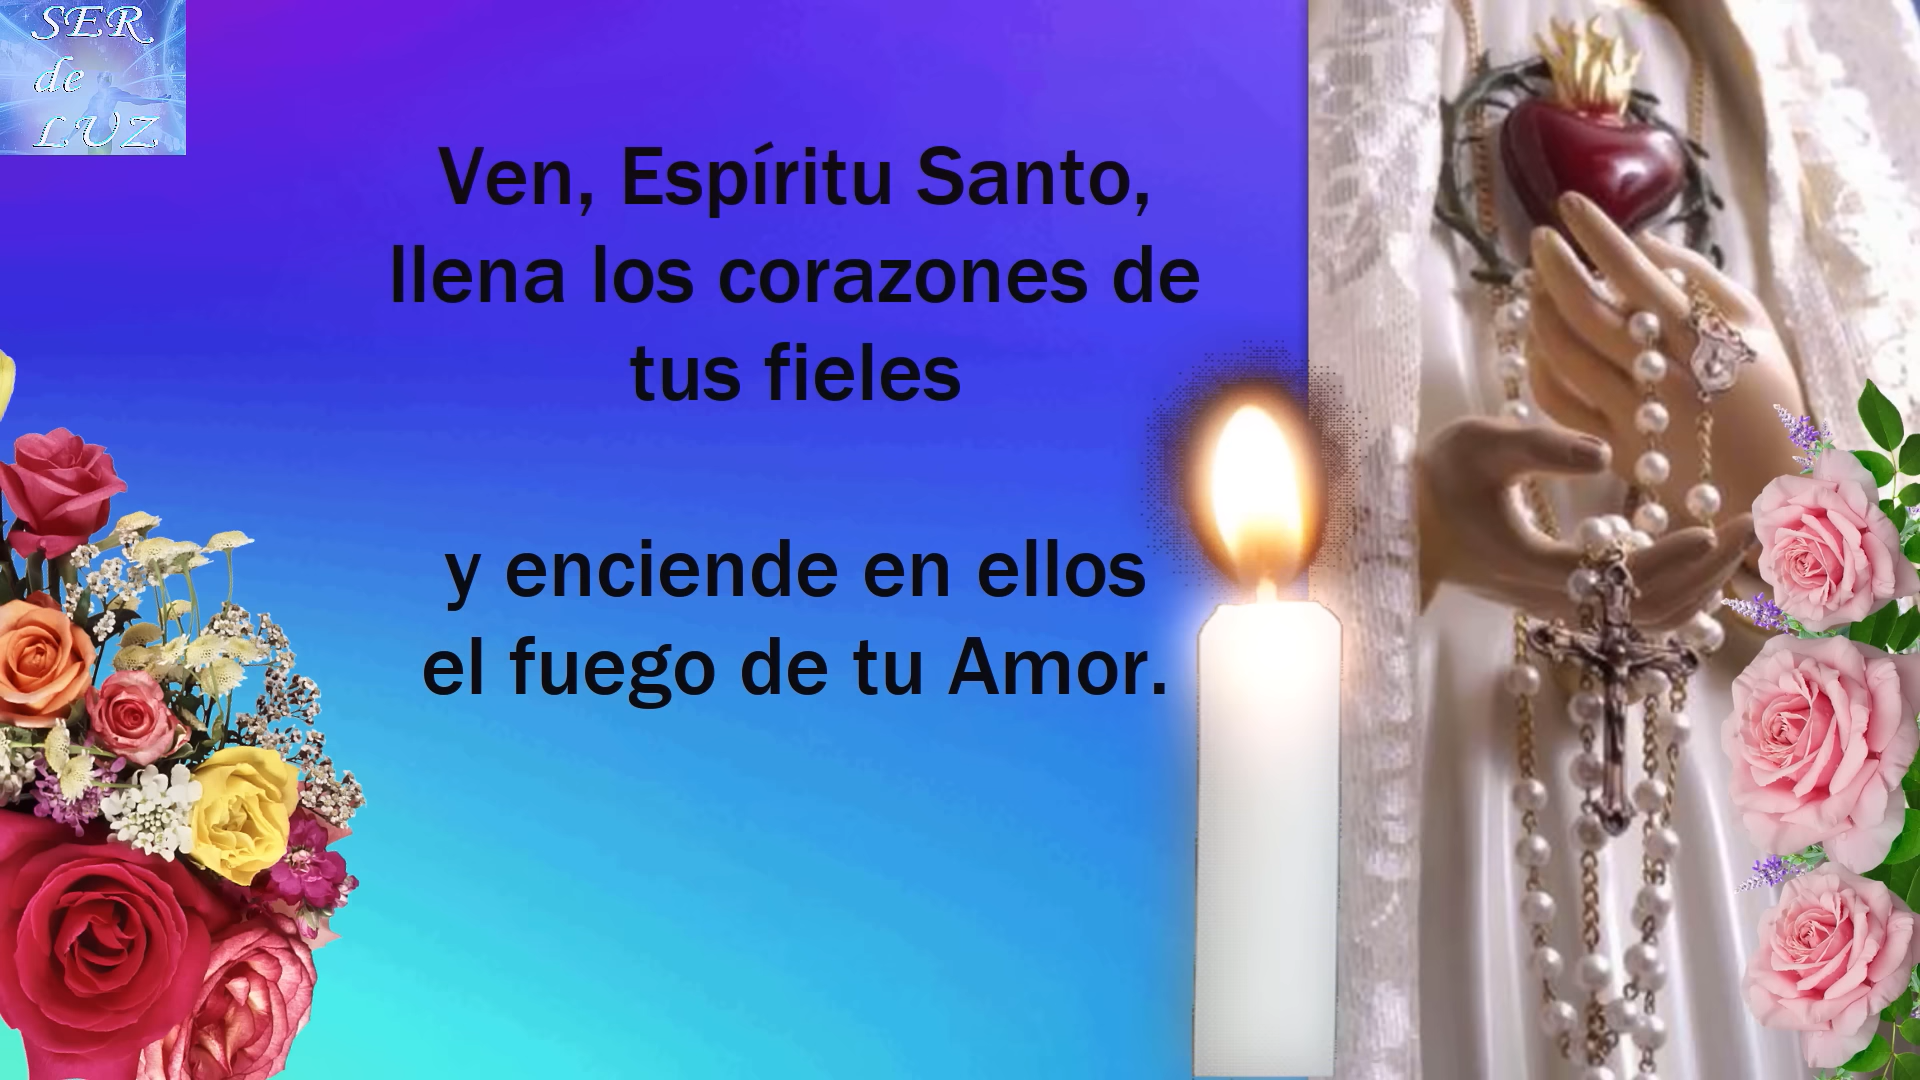 SER
de
LUZ
Ven, Espíritu Santo,
llena los corazones de
tus fieles
y enciende en ellos
el fuego de tu Amor.